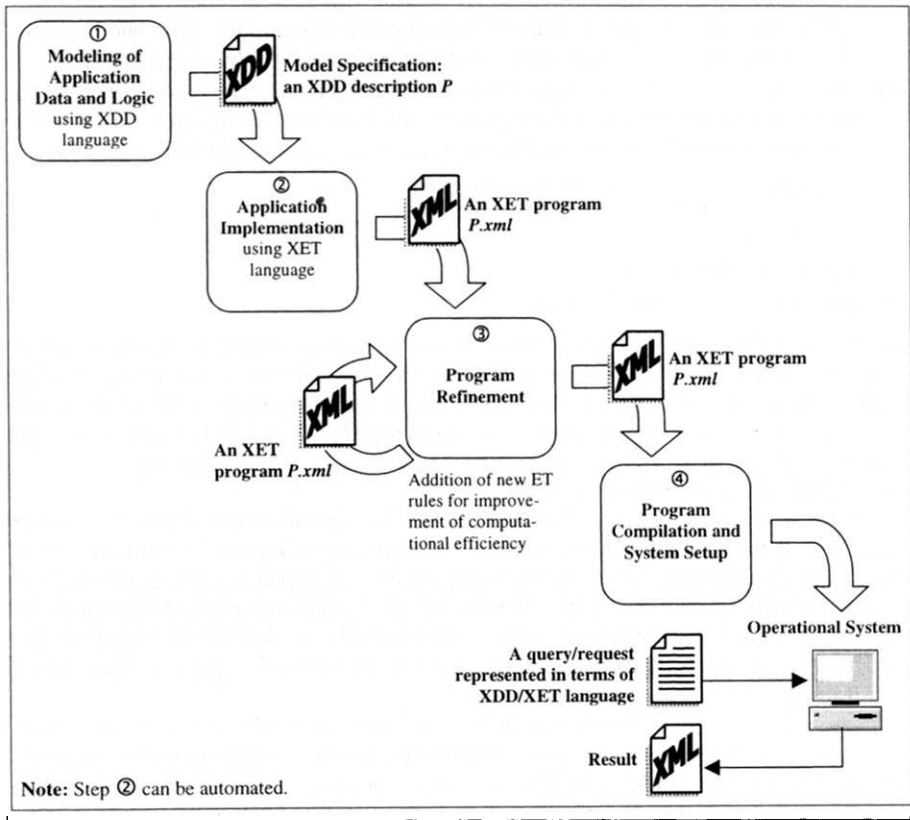 ①
Modeling of
Application
Data and Logic
using XDD
language
XDD
Model Specification:
an XDD description P
②
Application
Implementation
using XET
language
XML
An XET program
P.xml
③
Program
Refinement
XML
An XET program
P.xml
XML
An XET
program P.xml
Addition of new ET
rules for improve-
ment of computa-
tional efficiency
④
Program
Compilation and
System Setup
Operational System
A query/request
represented in terms of
XDD/XET language
Result
XML
Note: Step ② can be automated.